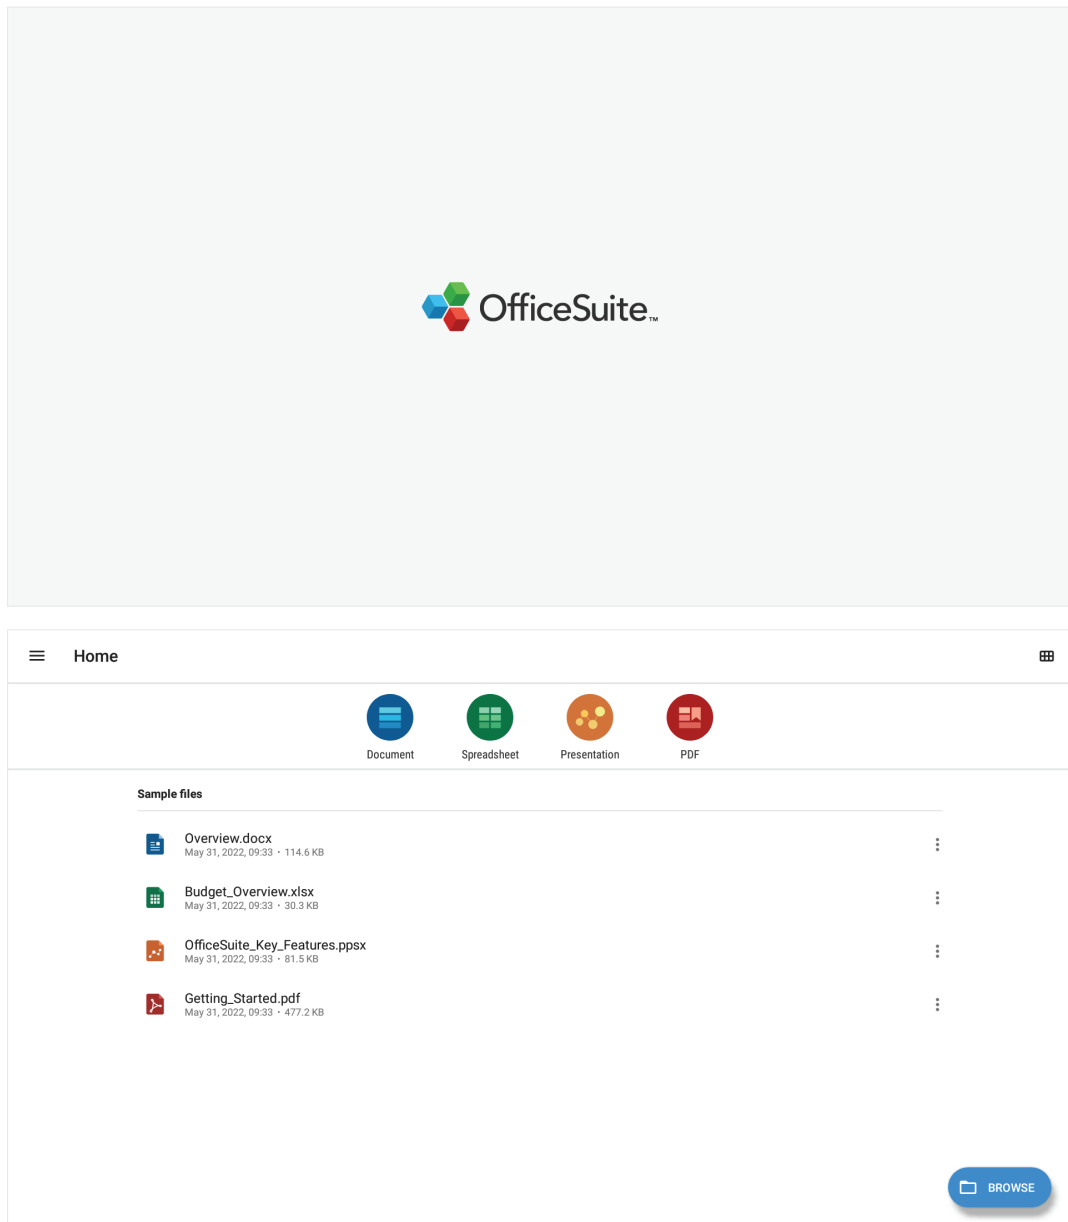 OfficeSuite™
Home
Document
Spreadsheet
Presentation
PDF
Sample files
Overview.docx
May 31, 2022, 09:33 • 114.6 KB
Budget_Overview.xlsx
May 31, 2022, 09:33 • 30.3 KB
OfficeSuite_Key_Features.ppsx
May 31, 2022, 09:33 • 81.5 KB
Getting_Started.pdf
May 31, 2022, 09:33 • 477.2 KB
BROWSE